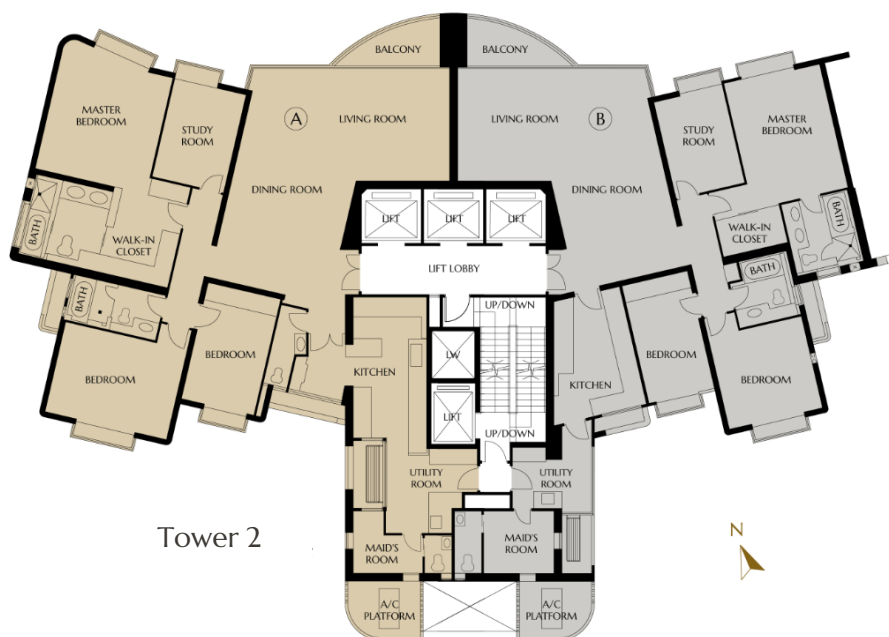 BALCONY
BALCONY
MASTER
BEDROOM
STUDY
ROOM
A
LIVING ROOM
LIVING ROOM
B
STUDY
ROOM
MASTER
BEDROOM
DINING ROOM
DINING ROOM
LIFT
LIFT
LIFT
BATH
WALK-IN
CLOSET
WALK-IN
CLOSET
BATH
LIFT LOBBY
BATH
BATH
UP/DOWN
BEDROOM
BEDROOM
KITCHEN
LW
KITCHEN
BEDROOM
BEDROOM
LIFT
UP/DOWN
UTILITY
ROOM
UTILITY
ROOM
Tower 2
MAID'S
ROOM
MAID'S
ROOM
N
A/C
PLATFORM
A/C
PLATFORM